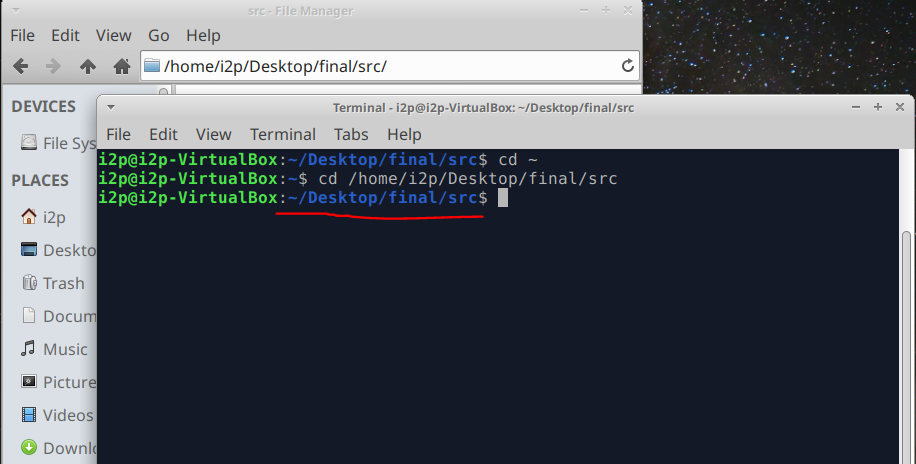 src - File Manager
File Edit View Go Help
/home/i2p/Desktop/final/src/
DEVICES
File Sys
PLACES
i2p
Deskto
Trash
Docum
Music
Picture
Videos
Downl
Terminal - i2p@i2p-VirtualBox: ~/Desktop/final/src
File Edit View Terminal Tabs Help
i2p@i2p-VirtualBox:~/Desktop/final/src$ cd ~
i2p@i2p-VirtualBox:~$ cd /home/i2p/Desktop/final/src
i2p@i2p-VirtualBox:~/Desktop/final/src$